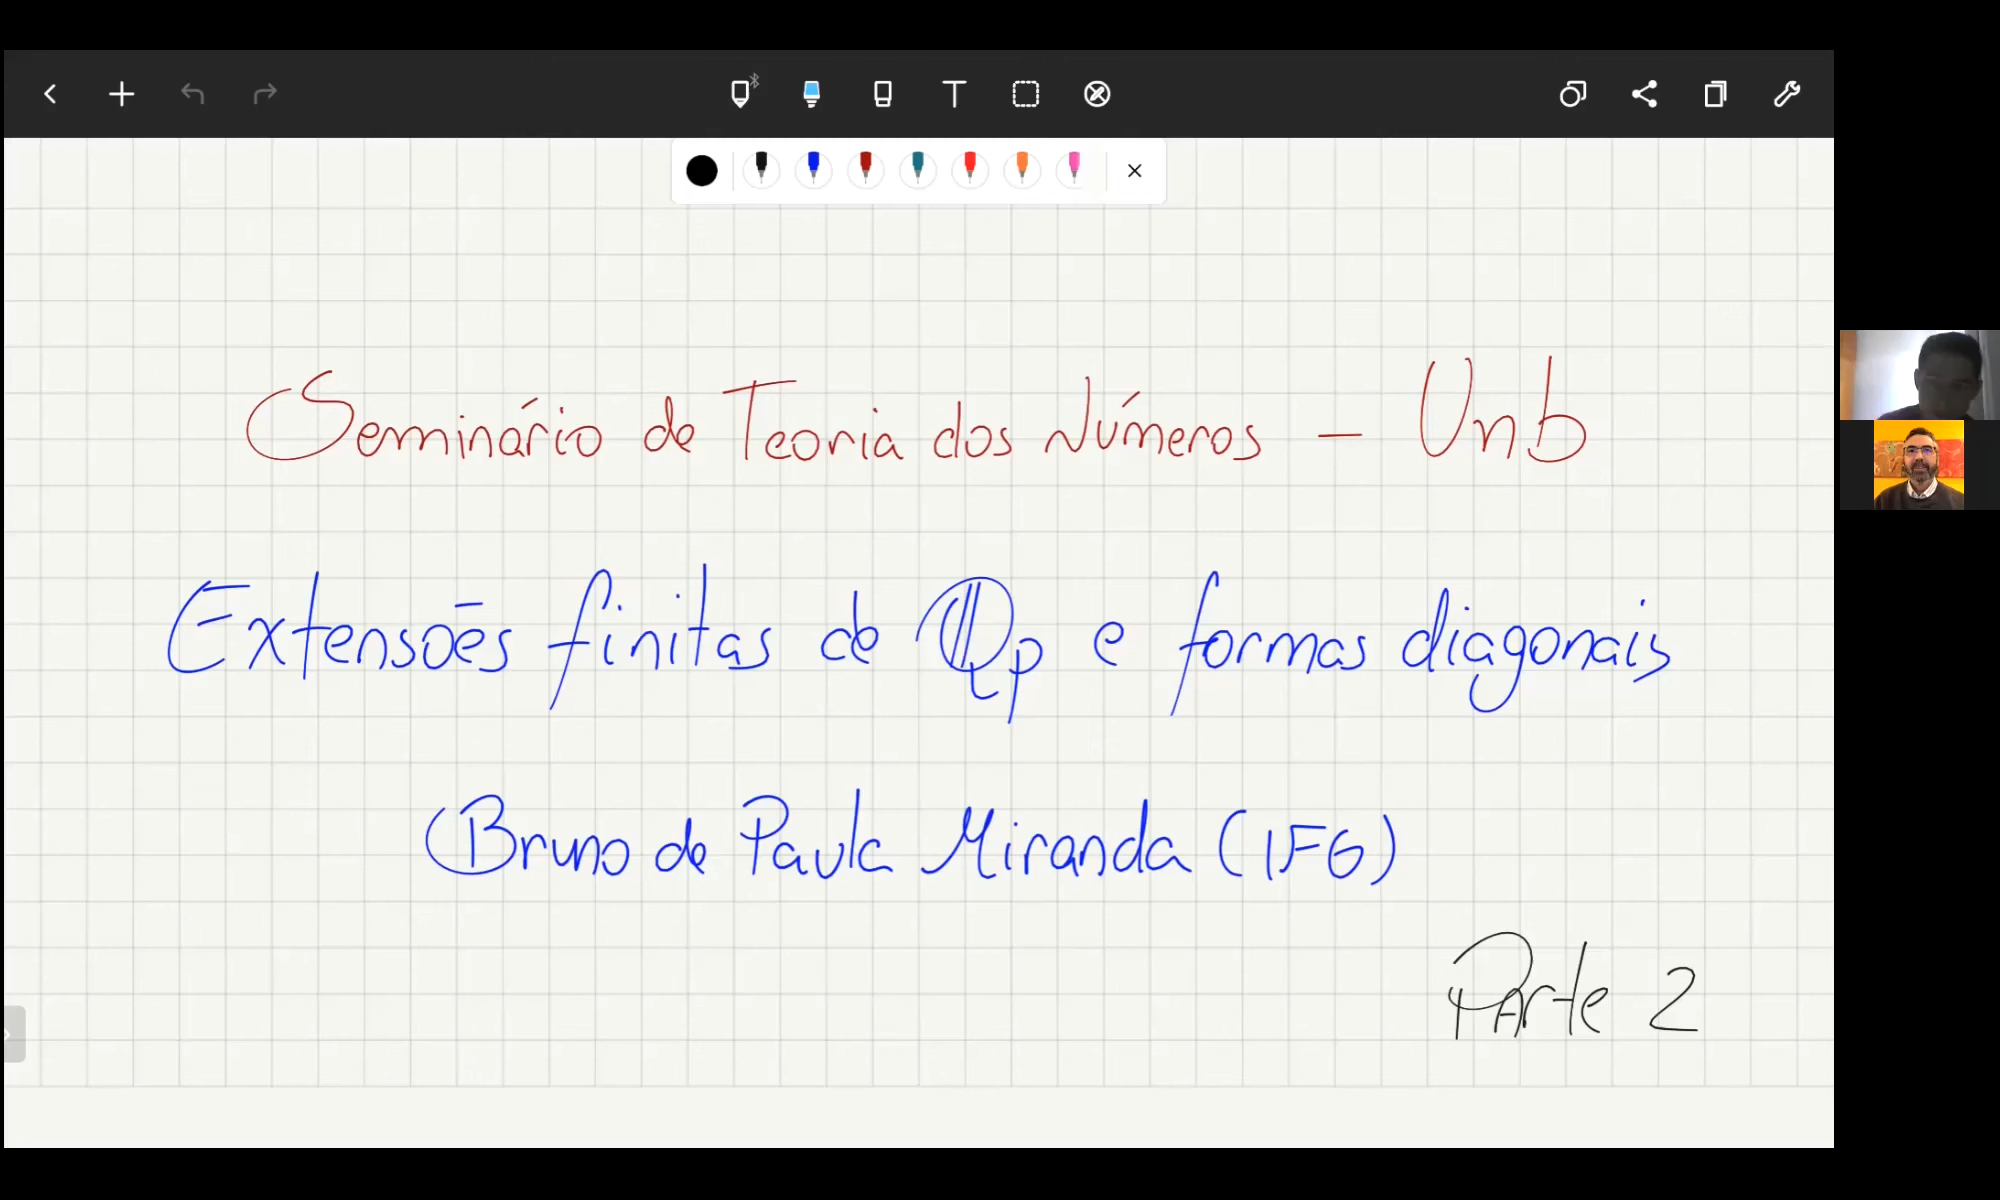 Seminário de Teoria dos Números – UnB
Extensões finitas de ℚp e formas diagonais
Bruno de Paula Miranda (IFG)
Parte 2